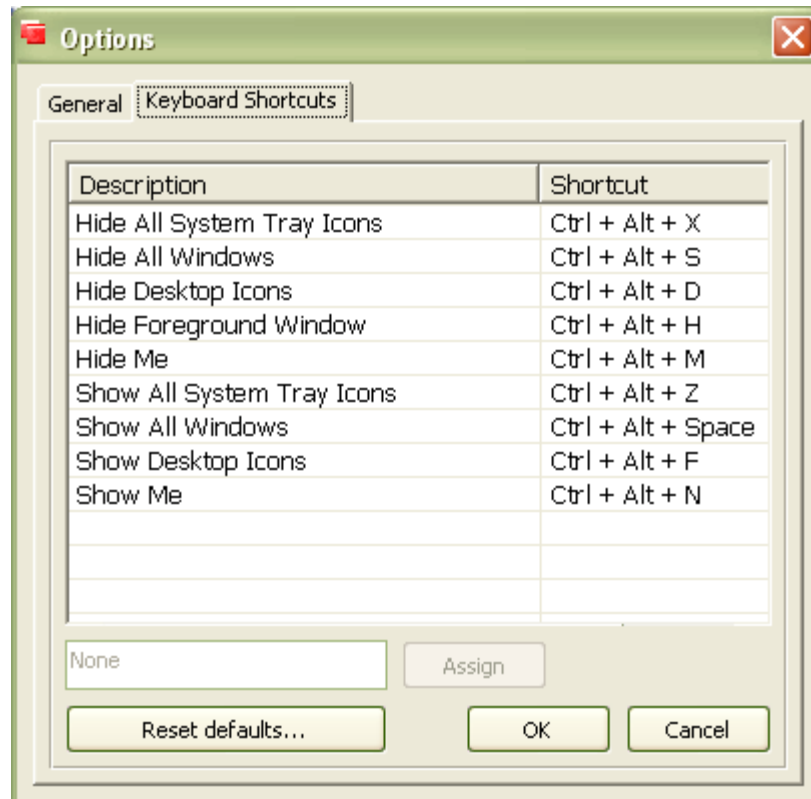 Options
General Keyboard Shortcuts
Description Shortcut
Hide All System Tray Icons Ctrl + Alt + X
Hide All Windows Ctrl + Alt + S
Hide Desktop Icons Ctrl + Alt + D
Hide Foreground Window Ctrl + Alt + H
Hide Me Ctrl + Alt + M
Show All System Tray Icons Ctrl + Alt + Z
Show All Windows Ctrl + Alt + Space
Show Desktop Icons Ctrl + Alt + F
Show Me Ctrl + Alt + N
None Assign
Reset defaults... OK Cancel